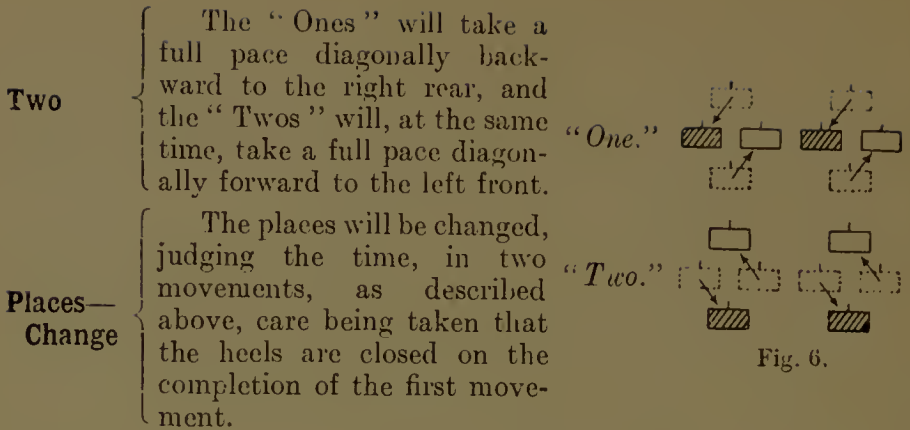 Two
The “ Ones ” will take a
full pace diagonally back-
ward to the right rear, and
the “ Twos ” will, at the same
time, take a full pace diagon-
ally forward to the left front.
“One.”
Places—
Change
The places will be changed,
judging the time, in two
movements, as described
above, care being taken that
the heels are closed on the
completion of the first move-
ment.
“Two.”
Fig. 6.